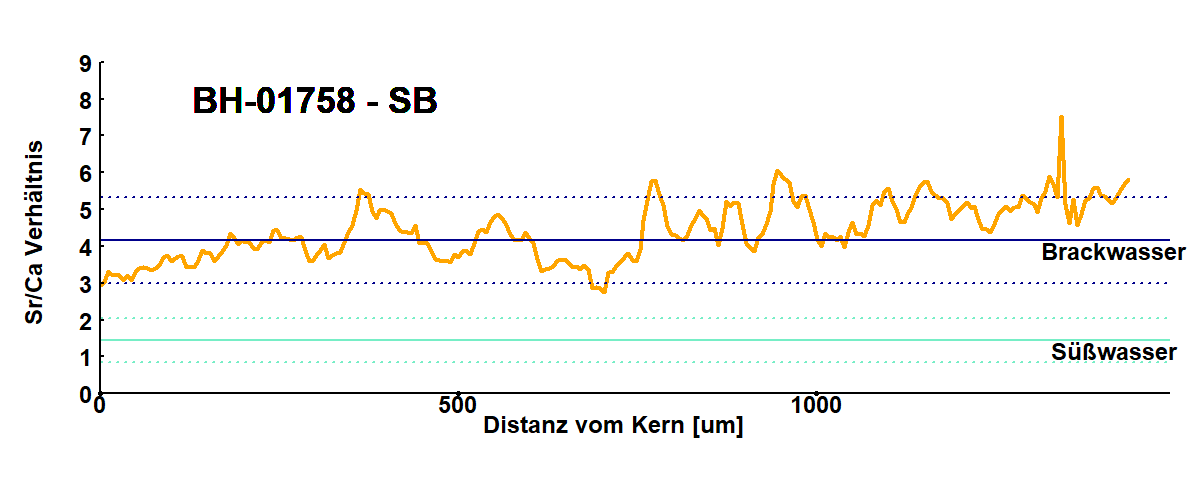 BH-01758 - SB
Sr/Ca Verhältnis
9
8
7
6
5
4
3
2
1
0
Brackwasser
Süßwasser
0 500 1000
Distanz vom Kern [um]